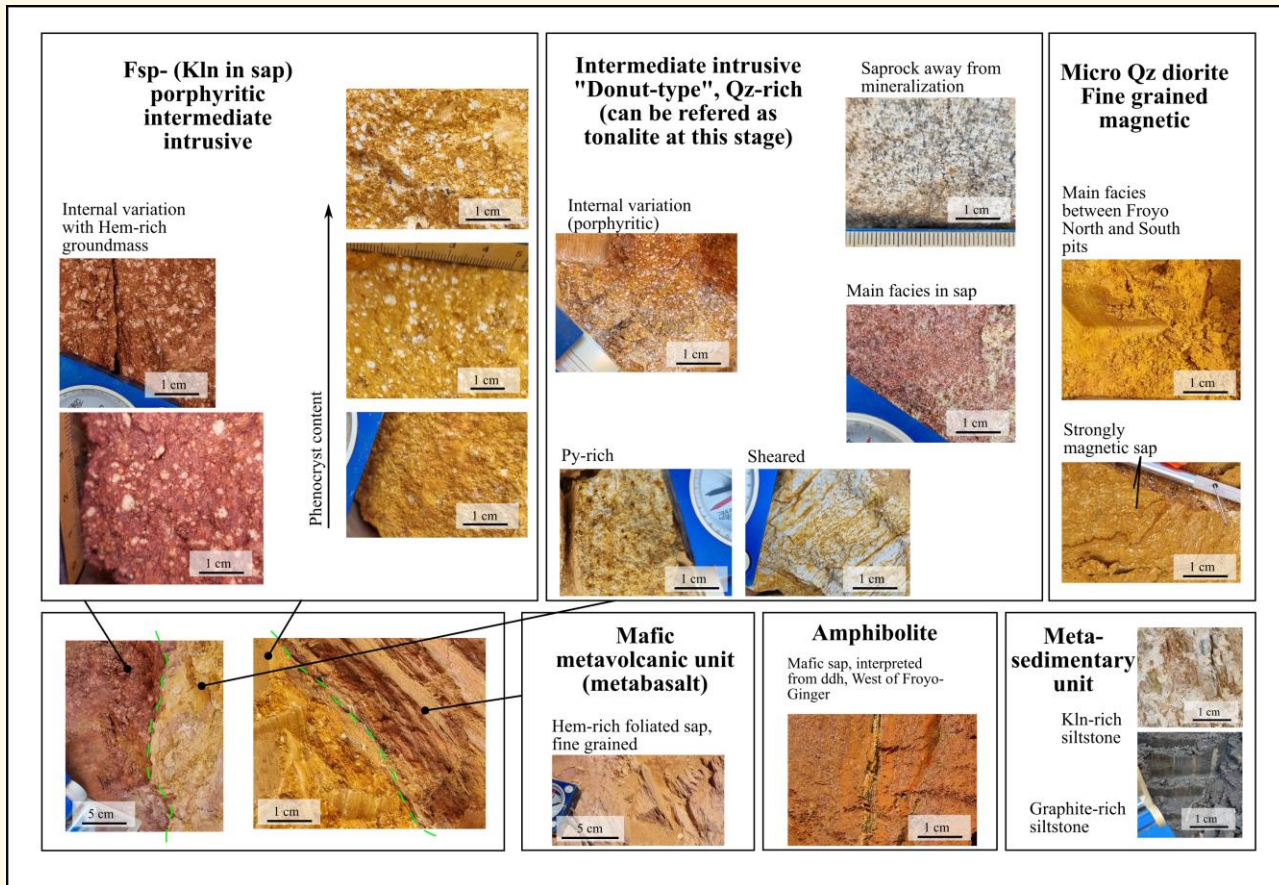 Fsp- (Kln in sap)
porphyritic
intermediate
intrusive
Internal variation
with Hem-rich
groundmass
1 cm
1 cm
Phenocryst content
1 cm
1 cm
1 cm
Intermediate intrusive
"Donut-type", Qz-rich
(can be refered as
tonalite at this stage)
Internal variation
(porphyritic)
1 cm
Py-rich
1 cm
Sheared
1 cm
Saprock away from
mineralization
1 cm
Main facies in sap
1 cm
Micro Qz diorite
Fine grained
magnetic
Main facies
between Froyo
North and South
pits
1 cm
Strongly
magnetic sap
1 cm
5 cm
1 cm
Mafic
metavolcanic unit
(metabasalt)
Hem-rich foliated sap,
fine grained
5 cm
Amphibolite
Mafic sap, interpreted
from ddh, West of Froyo-
Ginger
1 cm
Meta-
sedimentary
unit
Kln-rich
siltstone
1 cm
Graphite-rich
siltstone
1 cm